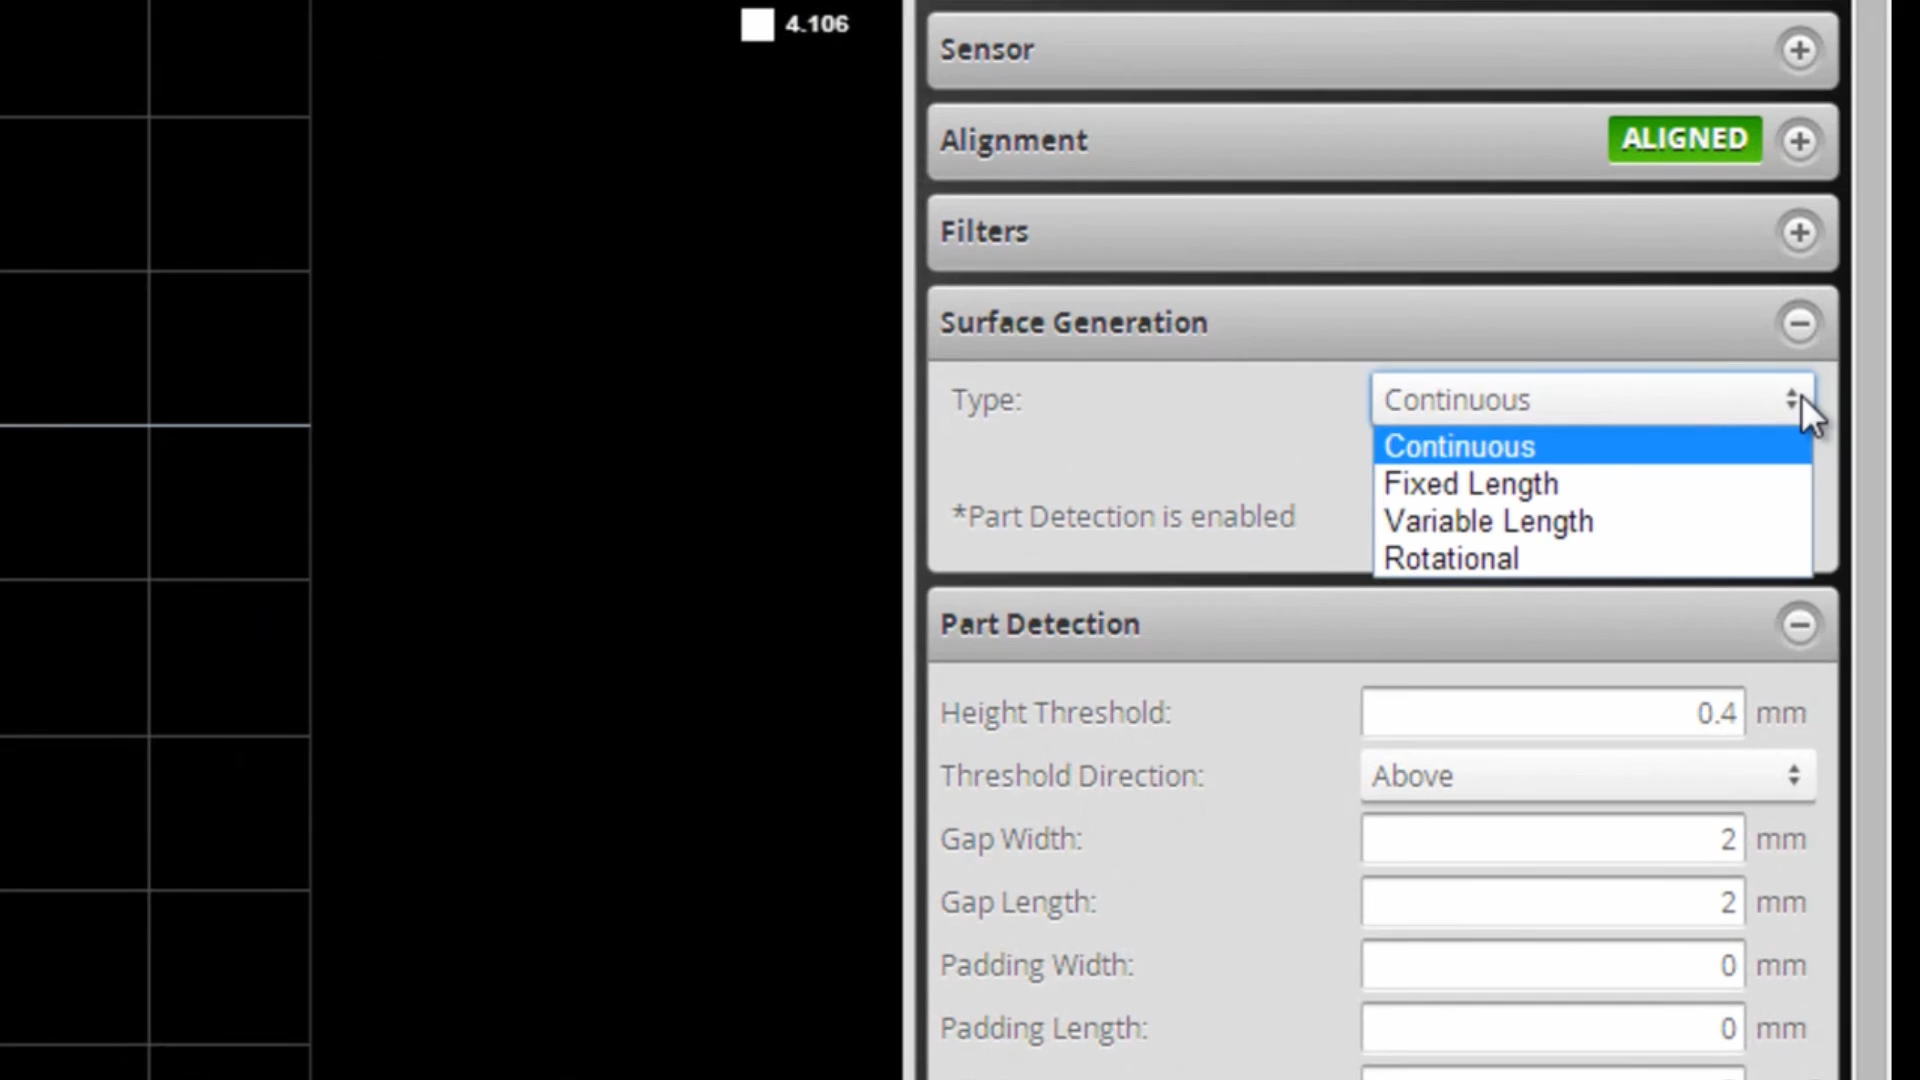 4.106
Sensor
Alignment ALIGNED
Filters
Surface Generation
Type: Continuous
Continuous
Fixed Length
*Part Detection is enabled
Variable Length
Rotational
Part Detection
Height Threshold: 0.4 mm
Threshold Direction: Above
Gap Width: 2 mm
Gap Length: 2 mm
Padding Width: 0 mm
Padding Length: 0 mm